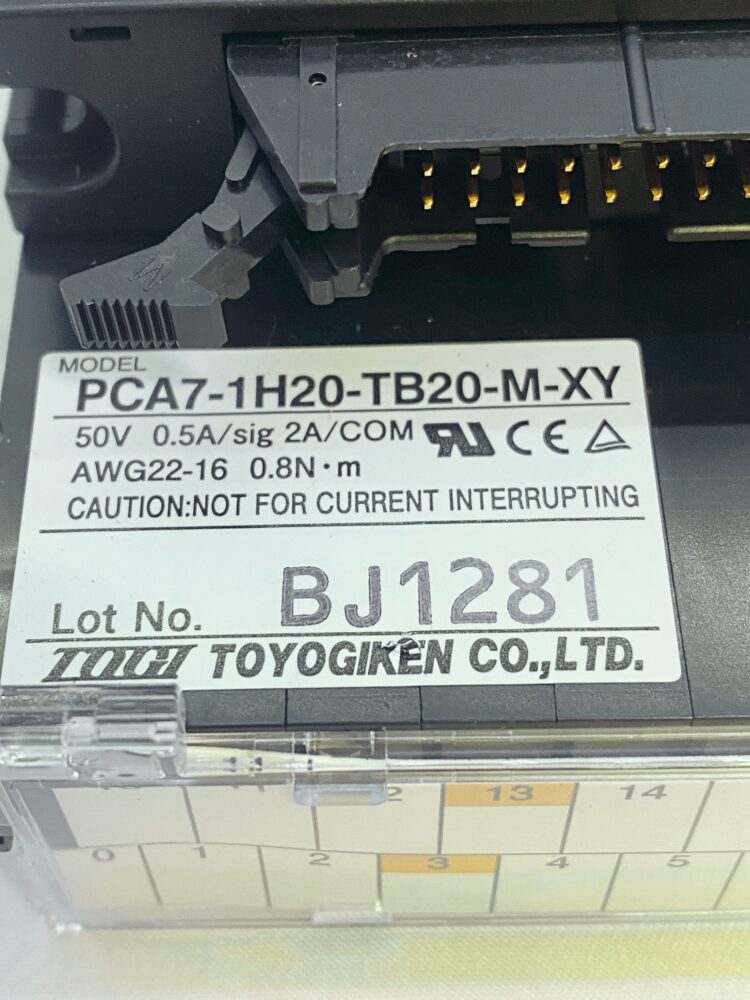 MODEL
PCA7-1H20-TB20-M-XY
50V 0.5A/sig 2A/COM CE
AWG22-16 0.8N・m
CAUTION:NOT FOR CURRENT INTERRUPTING
Lot No. BJ1281
TOGI TOYOGIKEN CO.,LTD.
13 14
0 1 2 3 4 5